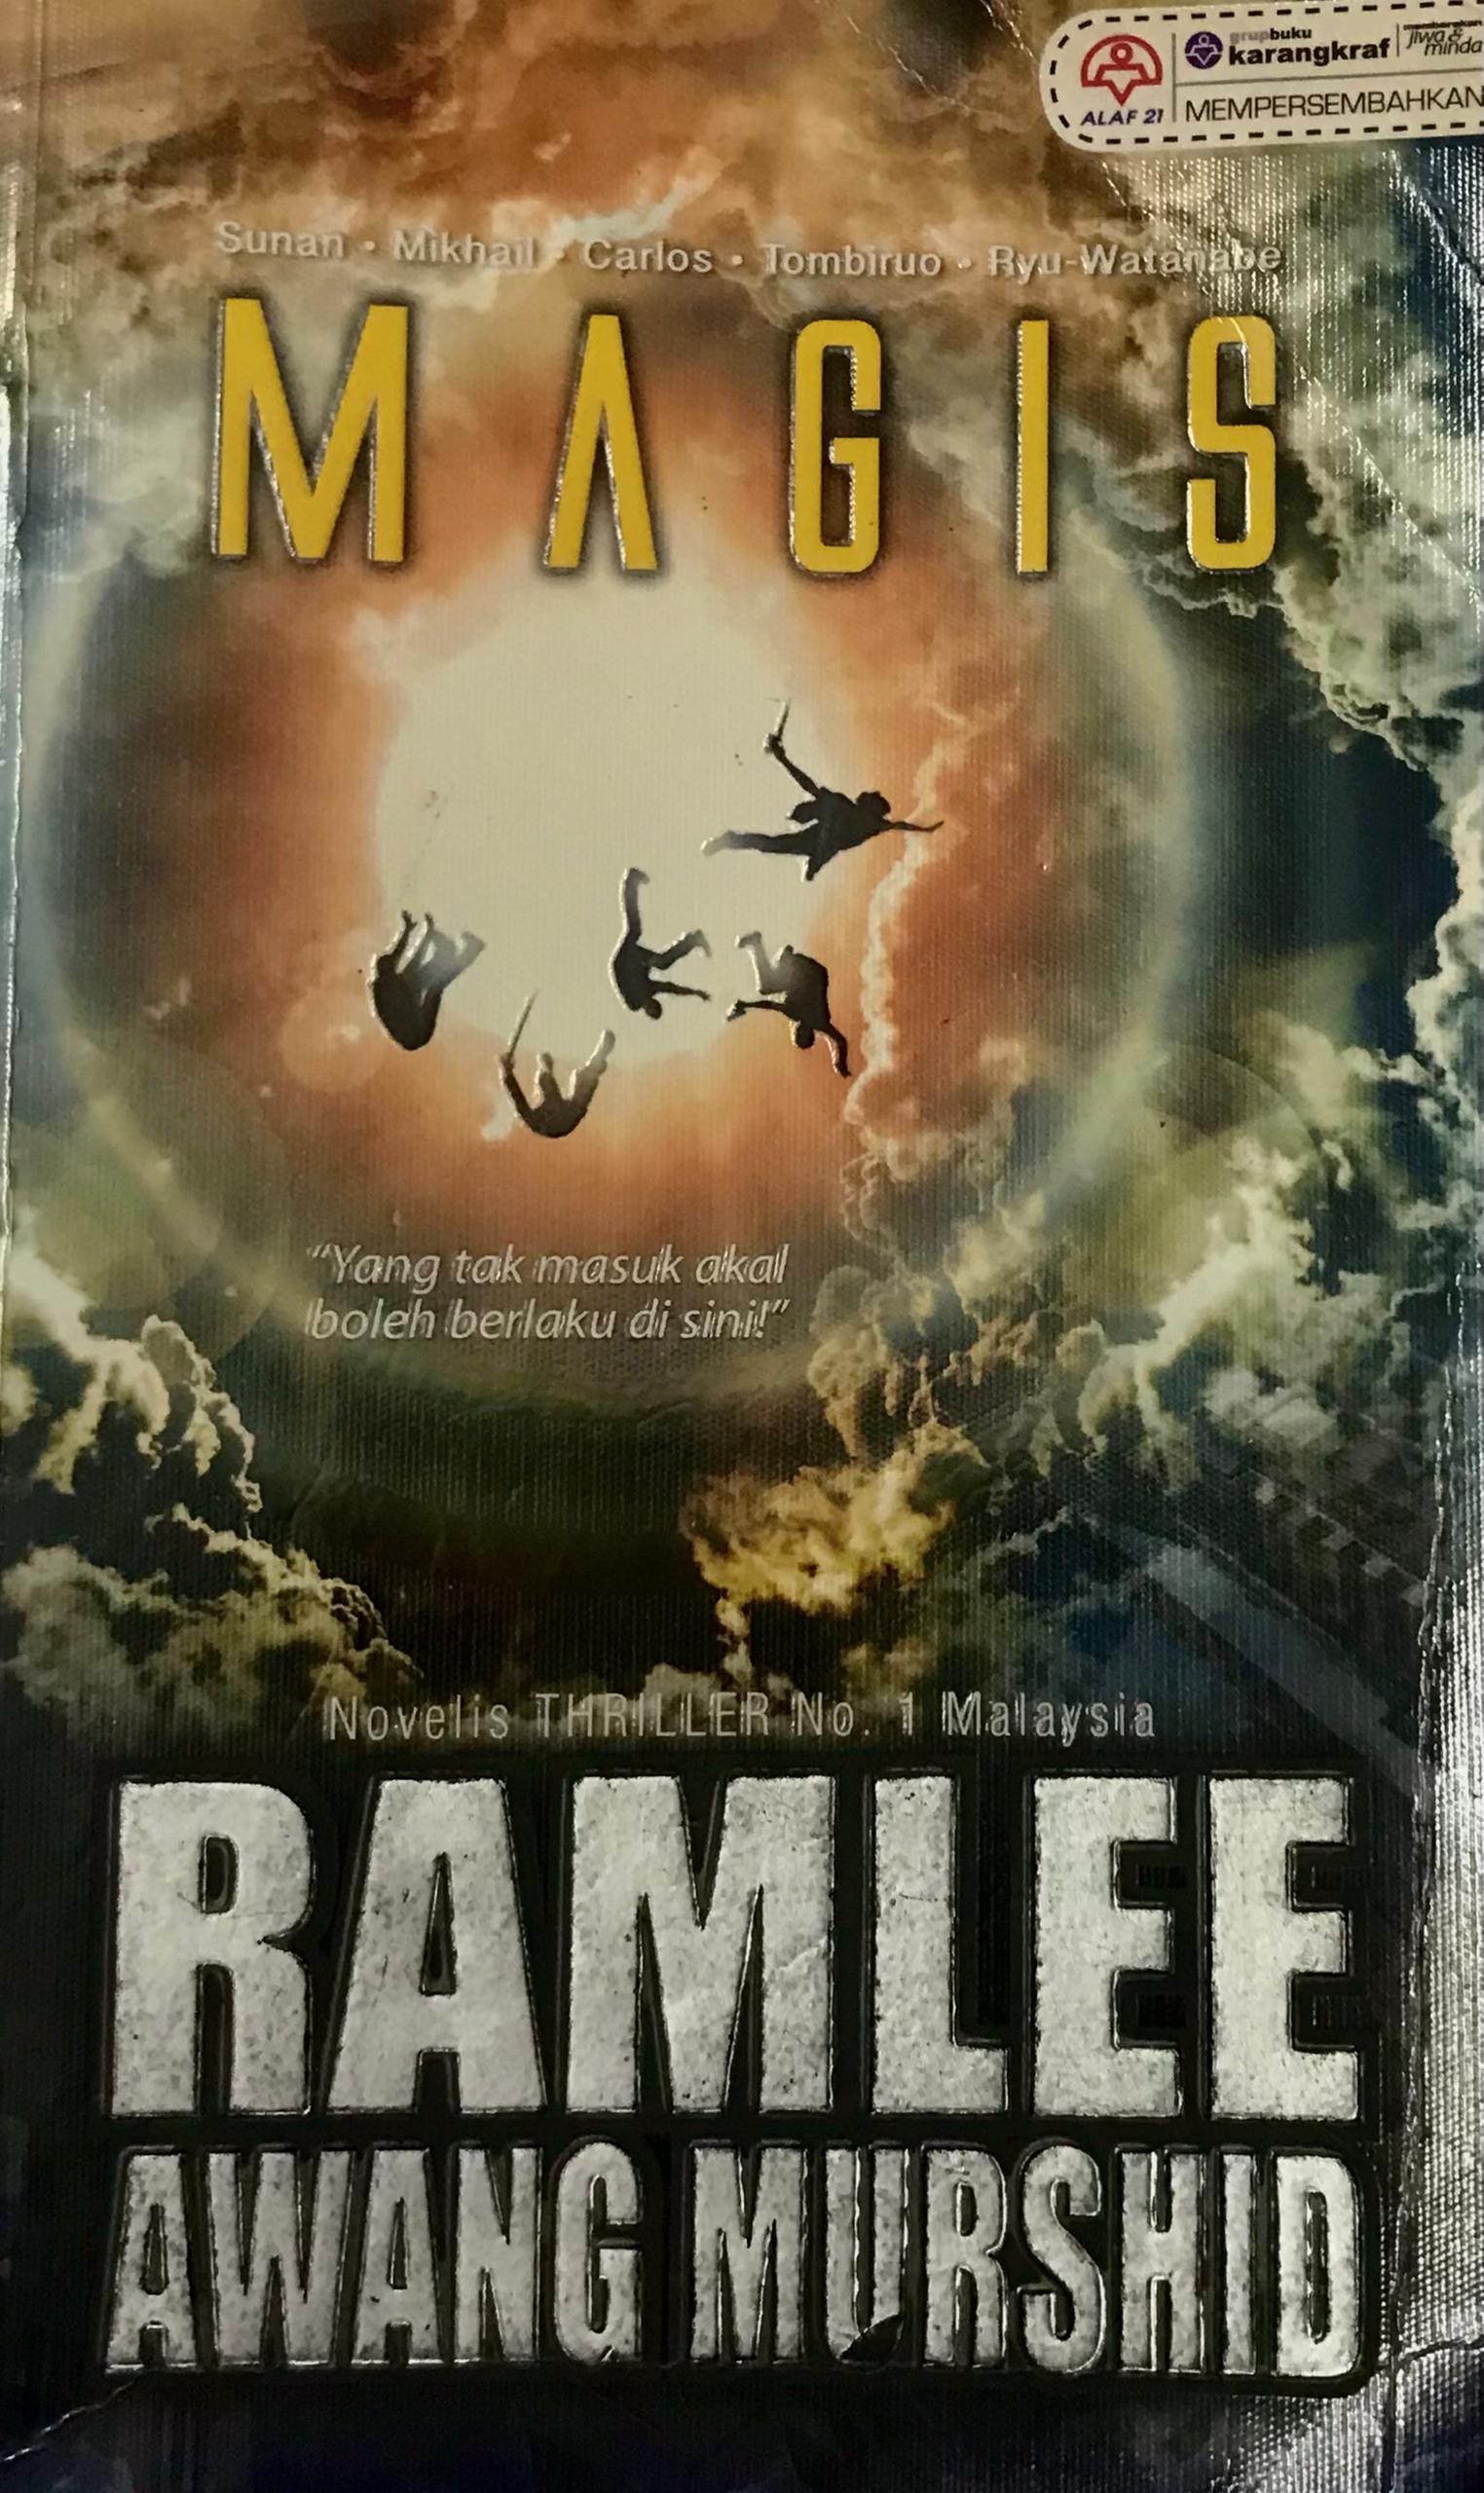 grupbuku
karangkraf
membenarkan
jiwa &
minda
ALAF 21
MEMPERSEMBAHKAN
Sunan • Mikhail • Carlos • Tombiruo • Ryu-Watanabe
MAGIS
“Yang tak masuk akal
boleh berlaku di sini!”
Novelis THRILLER No. 1 Malaysia
RAMLEE
AWANG MURSHID